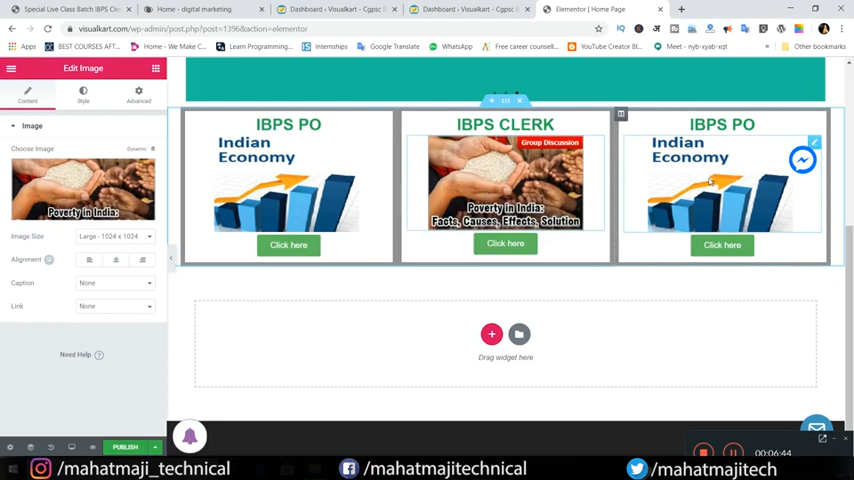 Special Live Class Batch IBPS Cler
Home - digital marketing
Dashboard ‹ Visualkart - Cgpsc B
Dashboard ‹ Visualkart - Cgpsc B
Elementor | Home Page
visualkart.com/wp-admin/post.php?post=1396&action=elementor
Apps
BEST COURSES AFT...
Home - We Make C...
Learn Programming...
Internships
Google Translate
WhatsApp
Free career counsell...
YouTube Creator Bl...
Meet - nyb-xyab-xqt
Other bookmarks
Edit Image
Content
Style
Advanced
Image
Choose Image
Dynamic
Poverty in India:
Image Size
Large - 1024 x 1024
Alignment
Caption
None
Link
None
Need Help
PUBLISH
IBPS PO
Indian
Economy
Click here
IBPS CLERK
Group Discussion
Poverty in India:
Facts, Causes, Effects, Solution
Click here
IBPS PO
Indian
Economy
Click here
Drag widget here
00:06:44
/mahatmaji_technical
/mahatmajitechnical
/mahatmajitech